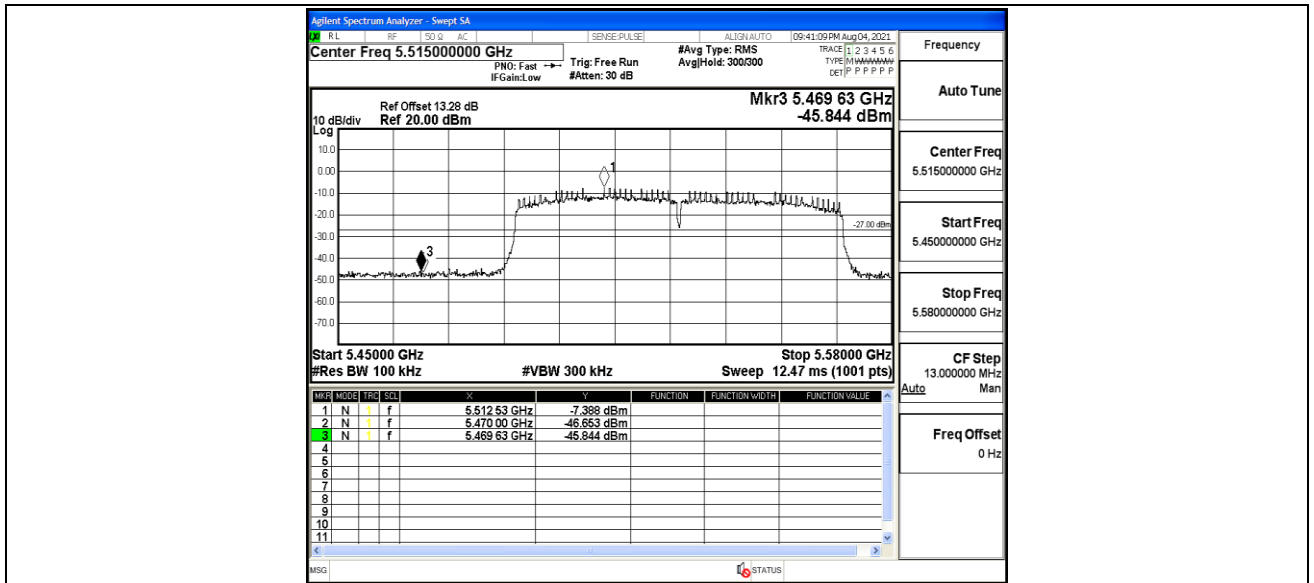 Agilent Spectrum Analyzer - Swept SA
RL RF 50 Ω AC SENSE:PULSE ALIGN AUTO 09:41:09 PM Aug 04, 2021
Center Freq 5.515000000 GHz
PNO: Fast
IFGain:Low
Trig: Free Run
#Atten: 30 dB
#Avg Type: RMS
Avg|Hold: 300/300
TRACE 1 2 3 4 5 6
TYPE M
DET P P P P P P
Mkr3 5.469 63 GHz
-45.844 dBm
Ref Offset 13.28 dB
10 dB/div Ref 20.00 dBm
Log
10.0
0.00
-10.0
-20.0
-30.0
-40.0
-50.0
-60.0
-70.0
1
3
-27.00 dBm
Start 5.45000 GHz Stop 5.58000 GHz
#Res BW 100 kHz #VBW 300 kHz Sweep 12.47 ms (1001 pts)
MKR MODE TRC SCL X Y FUNCTION FUNCTION WIDTH FUNCTION VALUE
1 N 1 f 5.512 53 GHz -7.388 dBm
2 N 1 f 5.470 00 GHz -46.653 dBm
3 N 1 f 5.469 63 GHz -45.844 dBm
4
5
6
7
8
9
10
11
MSG STATUS
Frequency
Auto Tune
Center Freq
5.515000000 GHz
Start Freq
5.450000000 GHz
Stop Freq
5.580000000 GHz
CF Step
13.000000 MHz
Auto Man
Freq Offset
0 Hz